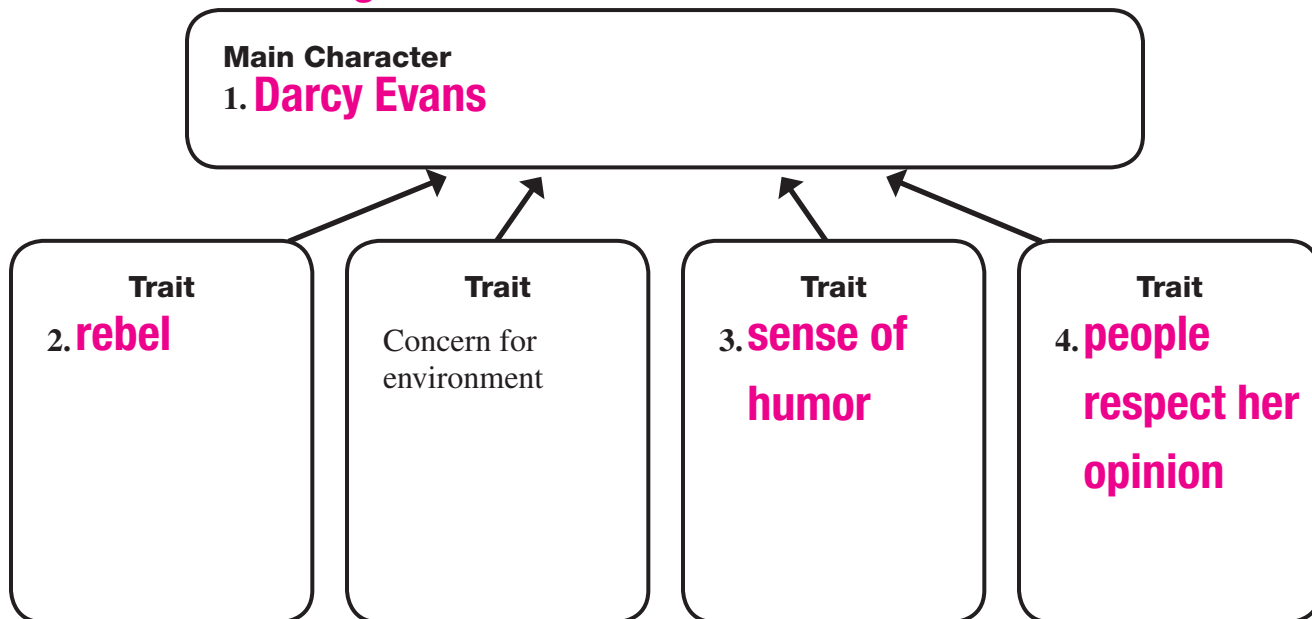 Main Character
1. Darcy Evans
Trait
2. rebel
Trait
Concern for
environment
Trait
3. sense of
humor
Trait
4. people
respect her
opinion